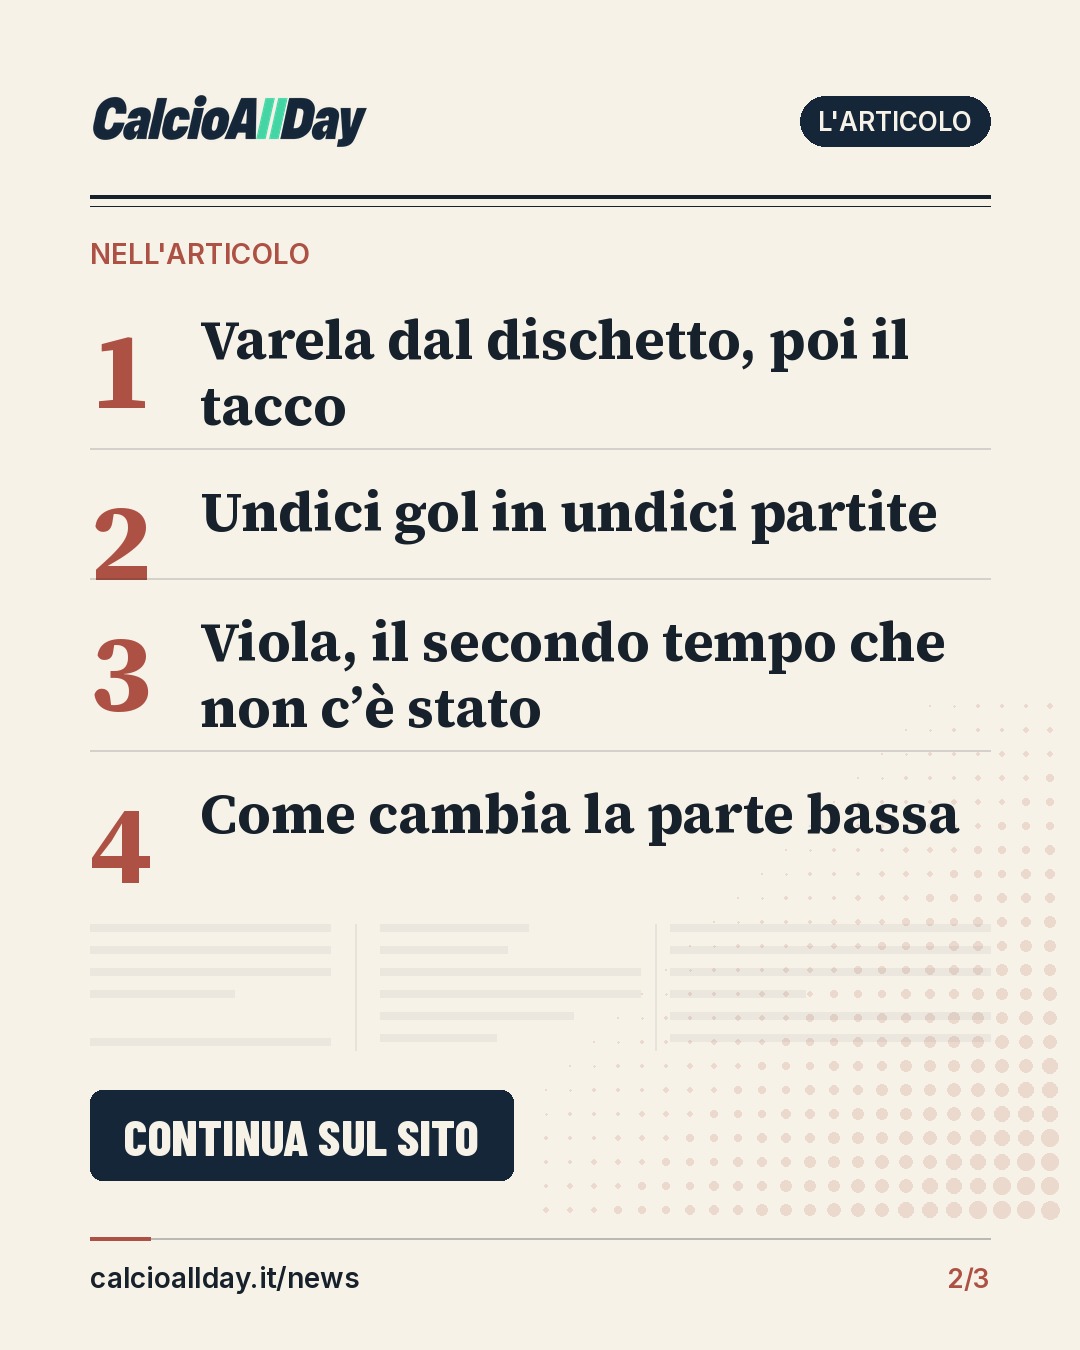 CalcioAllDay
L'ARTICOLO
NELL'ARTICOLO
1
Varela dal dischetto, poi il
tacco
2
Undici gol in undici partite
3
Viola, il secondo tempo che
non c’è stato
4
Come cambia la parte bassa
CONTINUA SUL SITO
calcioallday.it/news
2/3